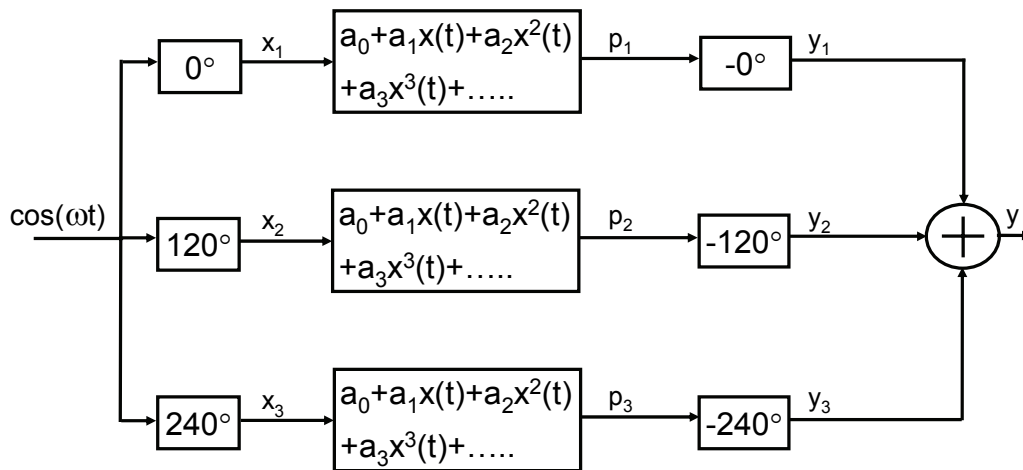 0° x₁ a₀+a₁x(t)+a₂x²(t) p₁ -0° y₁
+a₃x³(t)+.....
cos(ωt) 120° x₂ a₀+a₁x(t)+a₂x²(t) p₂ -120° y₂ + y
+a₃x³(t)+.....
240° x₃ a₀+a₁x(t)+a₂x²(t) p₃ -240° y₃
+a₃x³(t)+.....